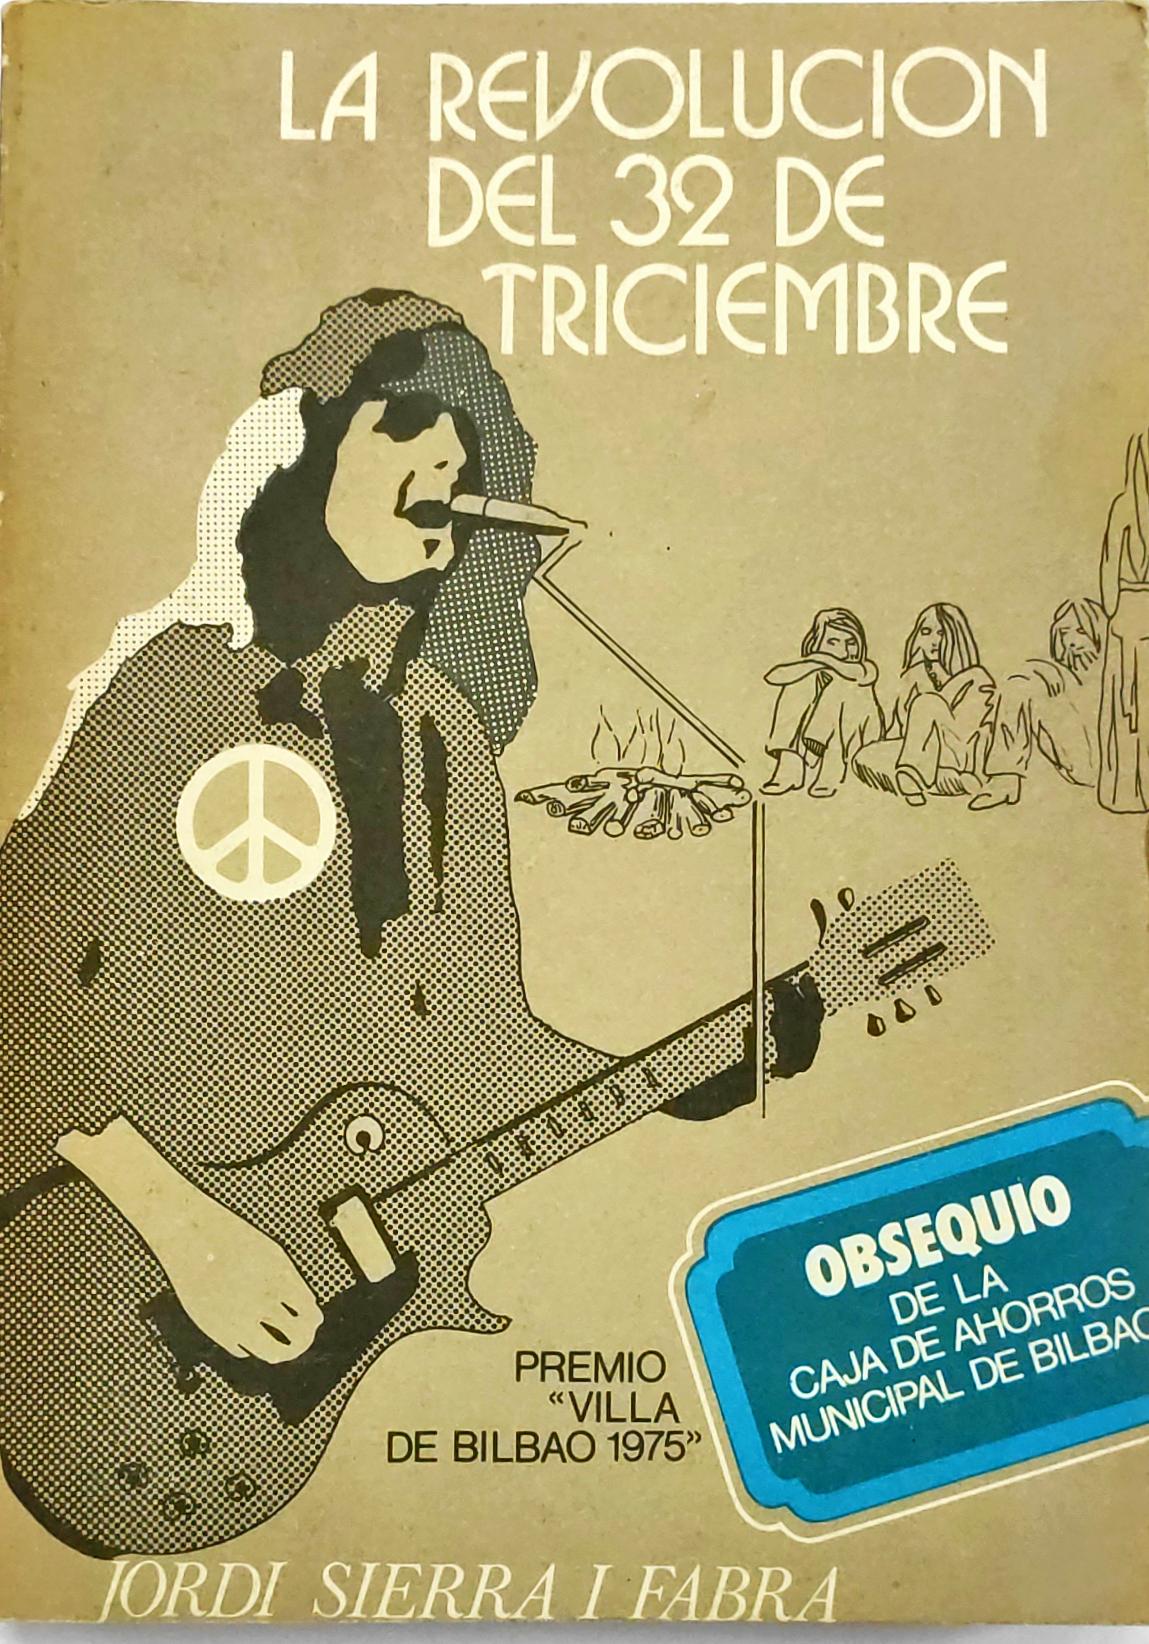 LA REVOLUCION
DEL 32 DE
TRICIEMBRE
OBSEQUIO
DE LA
CAJA DE AHORROS
MUNICIPAL DE BILBAO
PREMIO
“VILLA
DE BILBAO 1975”
JORDI SIERRA I FABRA